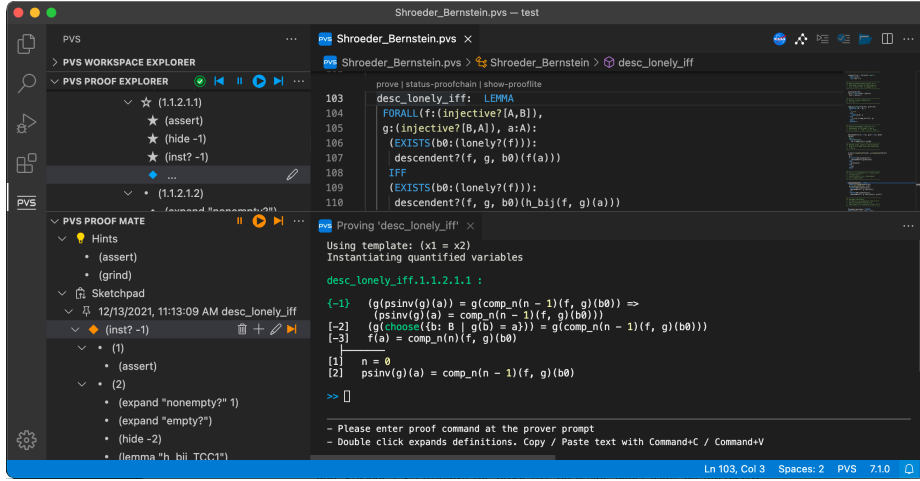 Shroeder_Bernstein.pvs — test
PVS
PVS WORKSPACE EXPLORER
PVS PROOF EXPLORER
(1.1.2.1.1)
(assert)
(hide -1)
(inst? -1)
...
(1.1.2.1.2)
(expand "nonempty?")
PVS PROOF MATE
Hints
(assert)
(grind)
Sketchpad
12/13/2021, 11:13:09 AM desc_lonely_iff
(inst? -1)
(1)
(assert)
(2)
(expand "nonempty?" 1)
(expand "empty?")
(hide -2)
(lemma "h_bij_TCC1")
PVS Shroeder_Bernstein.pvs ×
PVS Shroeder_Bernstein.pvs > Shroeder_Bernstein > desc_lonely_iff
prove | status-proofchain | show-prooflite
103 desc_lonely_iff: LEMMA
104 FORALL(f:(injective?[A,B]),
105 g:(injective?[B,A]), a:A):
106 (EXISTS(b0:(lonely?(f))):
107 descendent?(f, g, b0)(f(a)))
108 IFF
109 (EXISTS(b0:(lonely?(f))):
110 descendent?(f, g, b0)(h_bij(f, g)(a)))
PVS Proving 'desc_lonely_iff' ×
Using template: (x1 = x2)
Instantiating quantified variables
desc_lonely_iff.1.1.2.1.1 :
{-1} (g(psinv(g)(a)) = g(comp_n(n - 1)(f, g)(b0)) =>
(psinv(g)(a) = comp_n(n - 1)(f, g)(b0)))
[-2] (g(choose({b: B | g(b) = a})) = g(comp_n(n - 1)(f, g)(b0)))
[-3] f(a) = comp_n(n)(f, g)(b0)
[1] n = 0
[2] psinv(g)(a) = comp_n(n - 1)(f, g)(b0)
>>
- Please enter proof command at the prover prompt
- Double click expands definitions. Copy / Paste text with Command+C / Command+V
PVS
Ln 103, Col 3 Spaces: 2 PVS 7.1.0